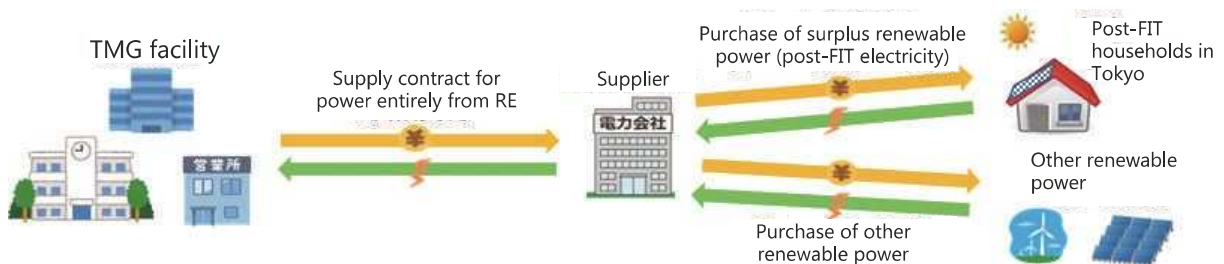 TMG facility
営業所
Supply contract for
power entirely from RE
¥
Supplier
電力会社
Purchase of surplus renewable
power (post-FIT electricity)
¥
Post-FIT
households in
Tokyo
¥
Purchase of other
renewable power
Other renewable
power